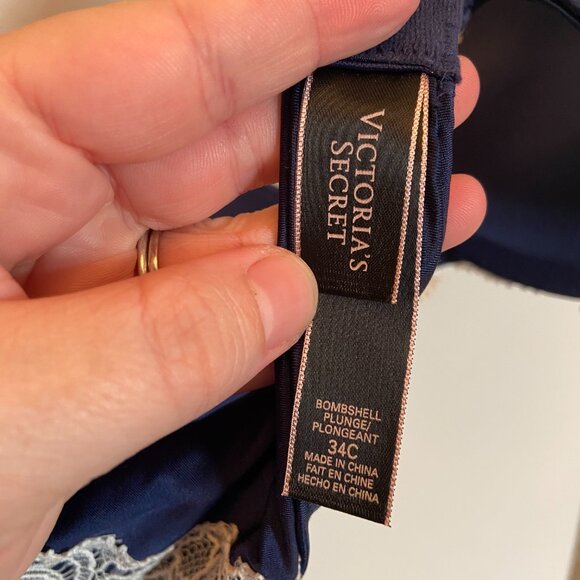 VICTORIA'S
SECRET
BOMBSHELL
PLUNGE/
PLONGEANT
34C
MADE IN CHINA
FAIT EN CHINE
HECHO EN CHINA